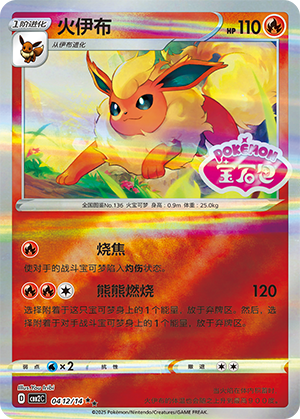 1阶进化
火伊布
HP 110
从伊布进化
POKÉMON
宝石包
全国图鉴No.136 火宝可梦 身高：0.9m 体重：25.0kg
烧焦
使对手的战斗宝可梦陷入灼伤状态。
熊熊燃烧 120
选择附着于这只宝可梦身上的1个能量，放于弃牌区。然后，选择附着于对手的战斗宝可梦身上的1个能量，放于弃牌区。
弱点 ×2 抵抗力 撤退
Illus.
CBB2C 0412/14
©2025 Pokémon/Nintendo/Creatures/GAME FREAK.